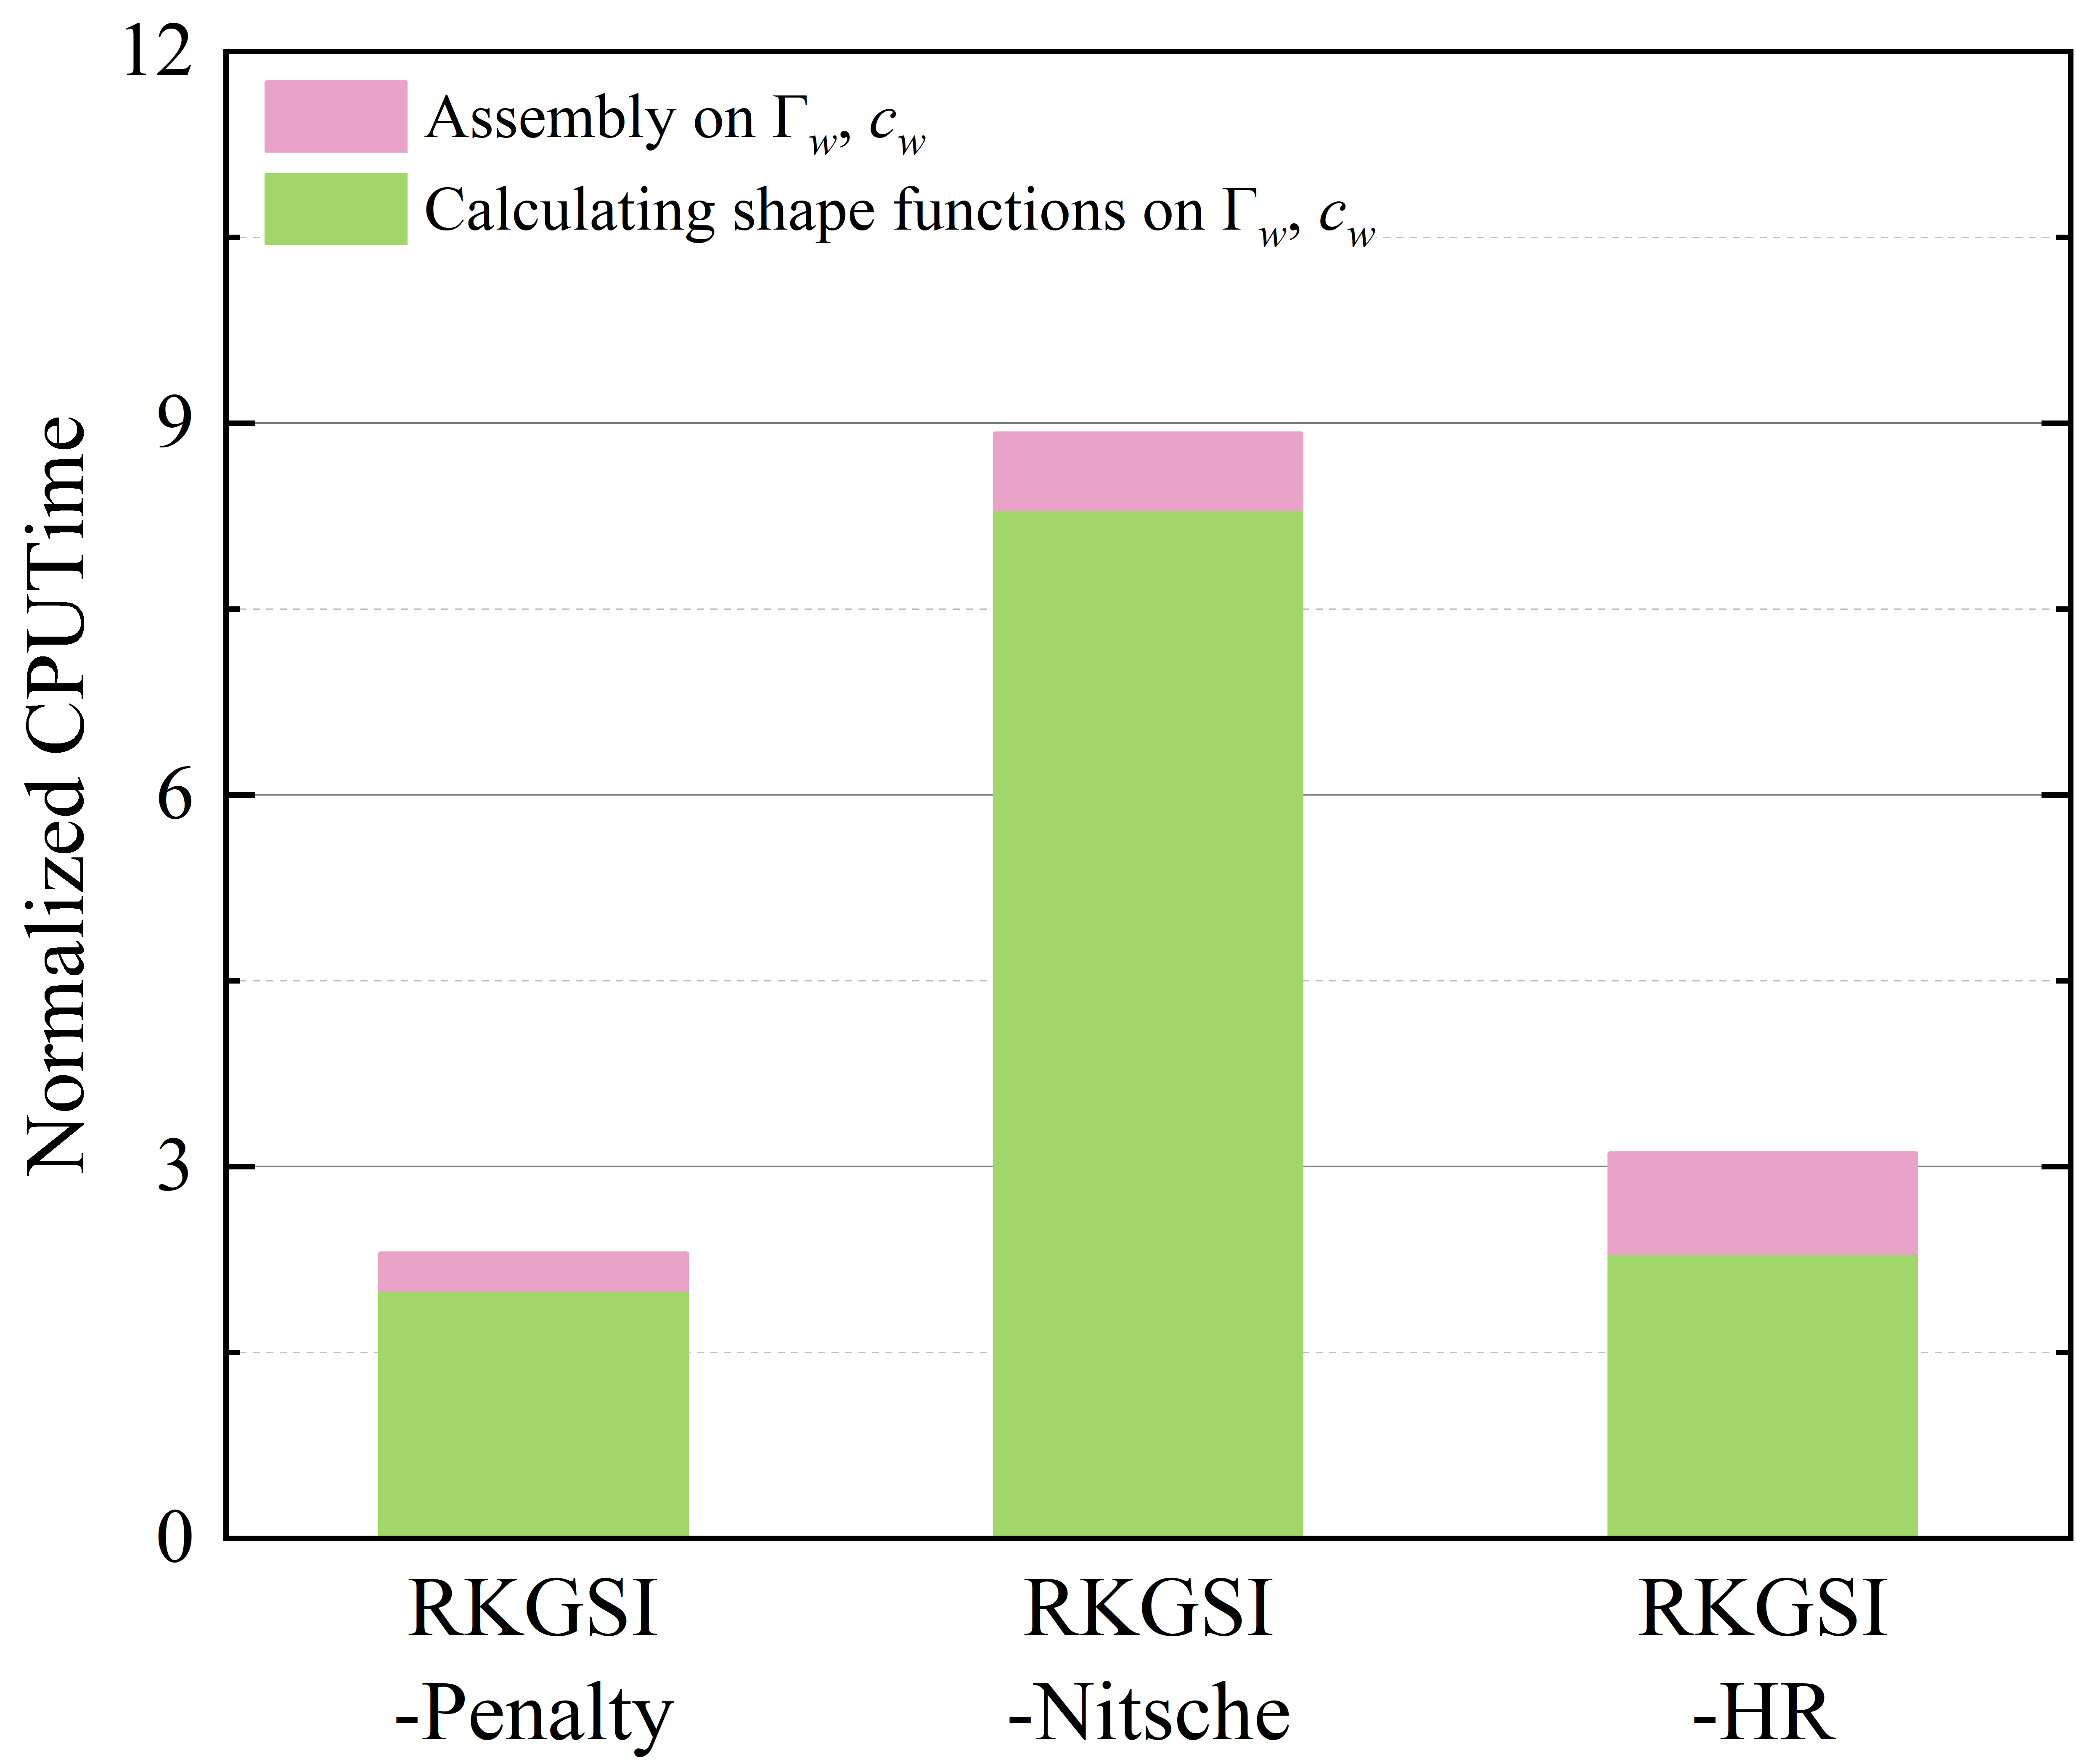 12
Assembly on Γw, cw
Calculating shape functions on Γw, cw
9
6
3
0
Normalized CPUTime
RKGSI
-Penalty
RKGSI
-Nitsche
RKGSI
-HR